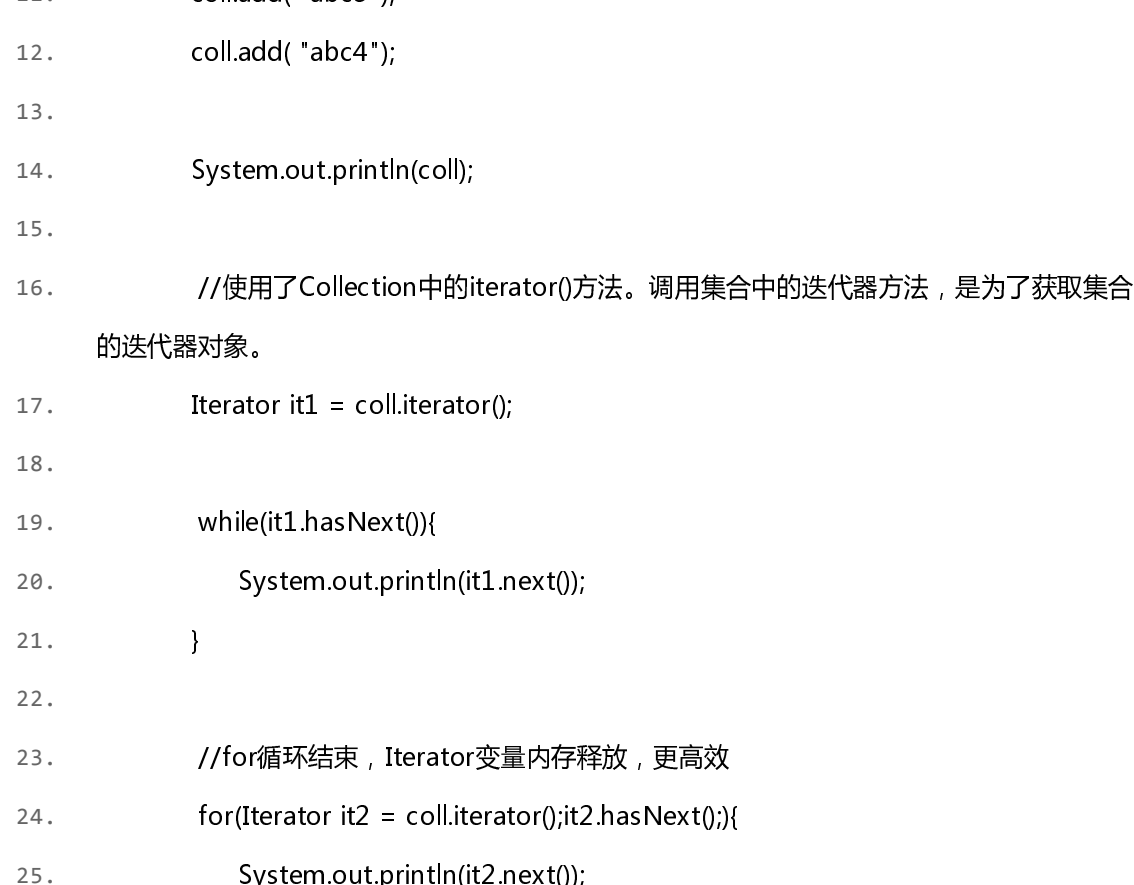 coll.add( "abc3");
12. coll.add( "abc4");
13.
14. System.out.println(coll);
15.
16. //使用了Collection中的iterator()方法。调用集合中的迭代器方法，是为了获取集合
的迭代器对象。
17. Iterator it1 = coll.iterator();
18.
19. while(it1.hasNext()){
20. System.out.println(it1.next());
21. }
22.
23. //for循环结束，Iterator变量内存释放，更高效
24. for(Iterator it2 = coll.iterator();it2.hasNext();){
25. System.out.println(it2.next());